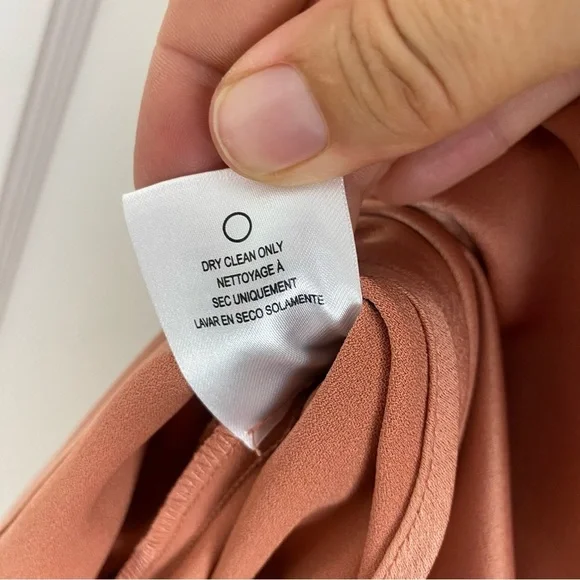 DRY CLEAN ONLY
NETTOYAGE À
SEC UNIQUEMENT
LAVAR EN SECO SOLAMENTE